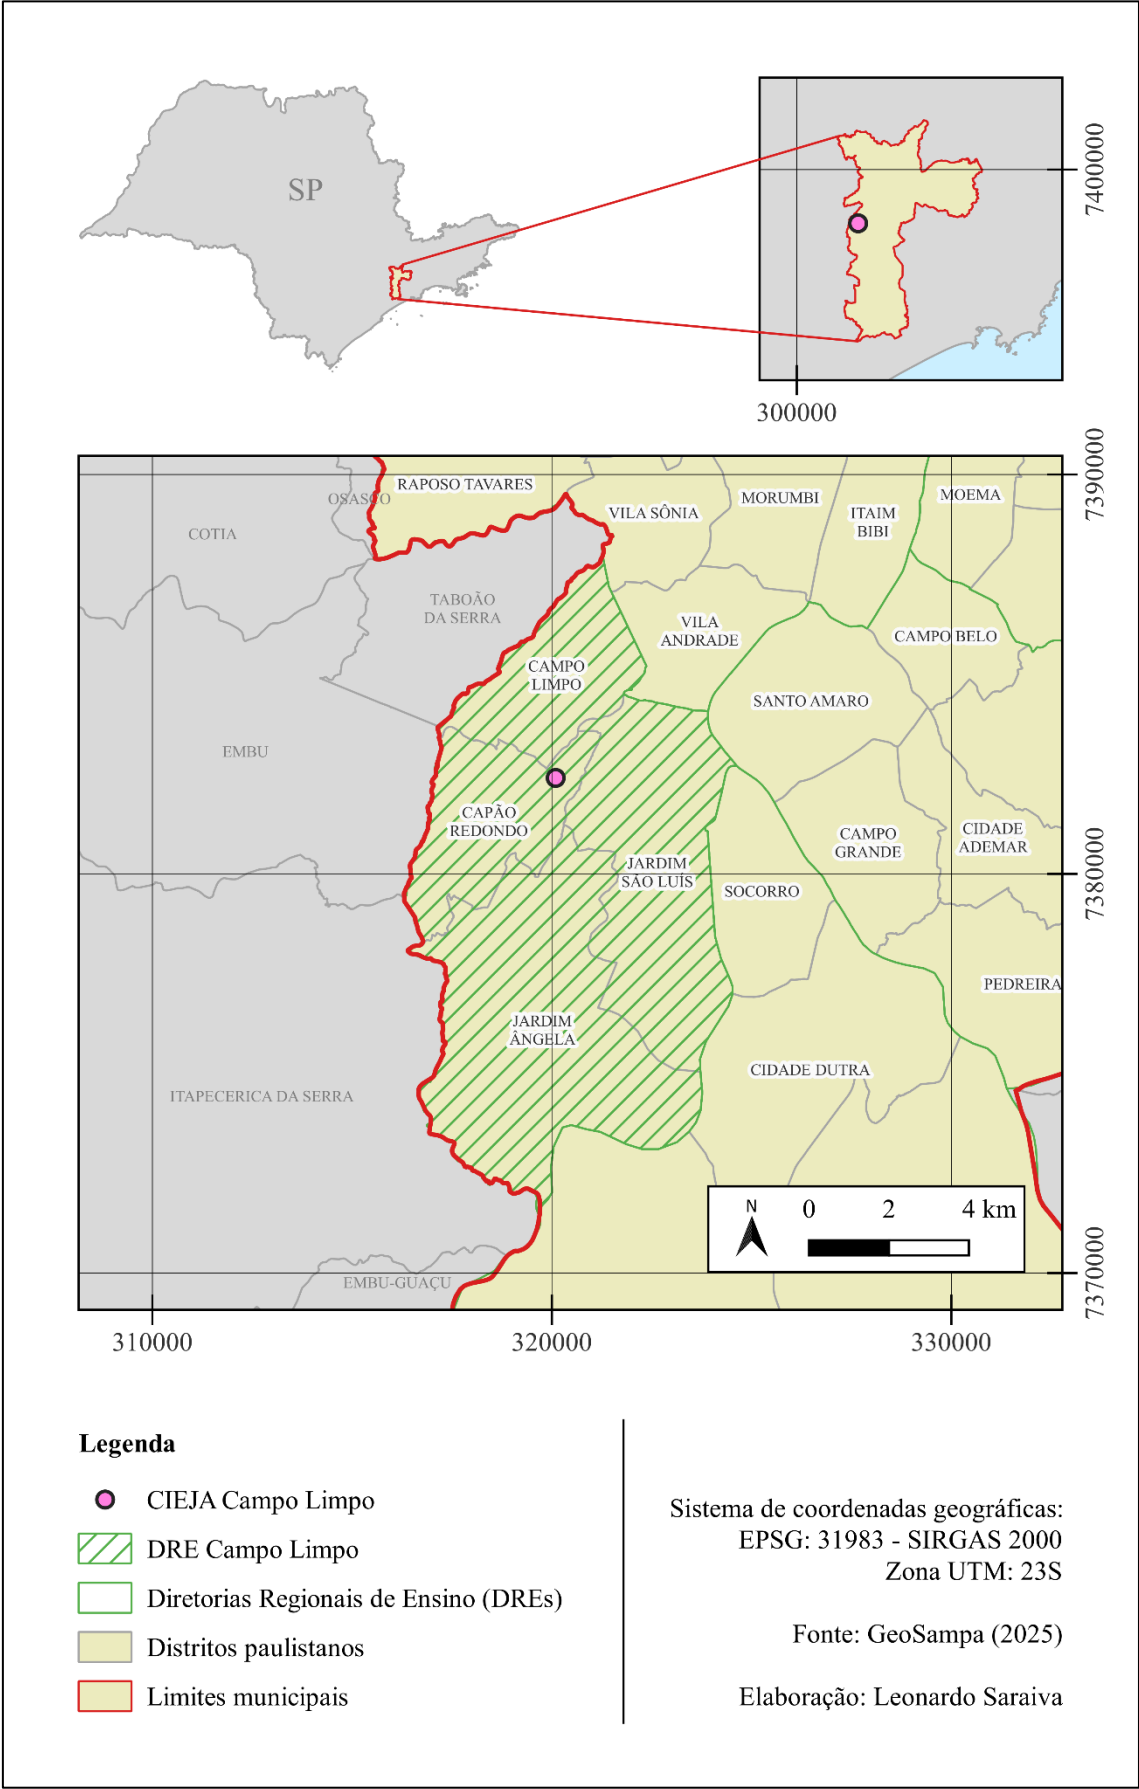 SP
7400000
300000
7390000
RAPOSO TAVARES
OSASCO
COTIA
VILA SÔNIA
MORUMBI
MOEMA
ITAIM
BIBI
TABOÃO
DA SERRA
VILA
ANDRADE
CAMPO BELO
CAMPO
LIMPO
SANTO AMARO
EMBU
CAPÃO
REDONDO
CAMPO
GRANDE
CIDADE
ADEMAR
JARDIM
SÃO LUÍS
SOCORRO
7380000
PEDREIRA
JARDIM
ÂNGELA
CIDADE DUTRA
ITAPECERICA DA SERRA
N
0 2 4 km
EMBU-GUAÇU
7370000
310000 320000 330000
Legenda
CIEJA Campo Limpo
DRE Campo Limpo
Diretorias Regionais de Ensino (DREs)
Distritos paulistanos
Limites municipais
Sistema de coordenadas geográficas:
EPSG: 31983 - SIRGAS 2000
Zona UTM: 23S
Fonte: GeoSampa (2025)
Elaboração: Leonardo Saraiva